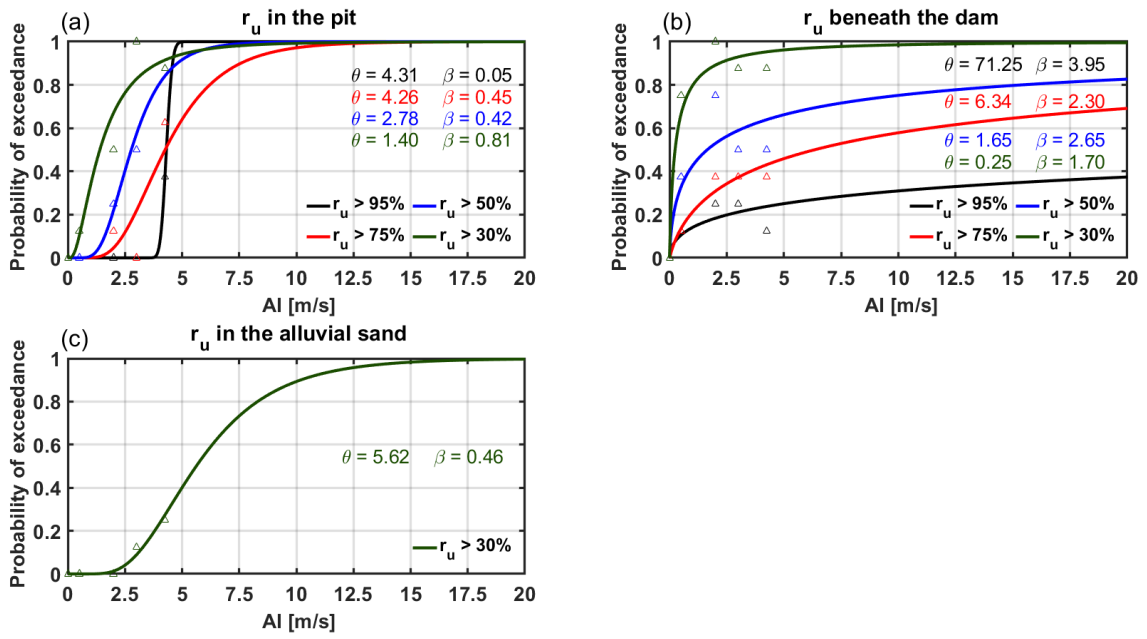 (a)
r_u in the pit
Probability of exceedance
1
0.8
0.6
0.4
0.2
0
θ = 4.31 β = 0.05
θ = 4.26 β = 0.45
θ = 2.78 β = 0.42
θ = 1.40 β = 0.81
r_u > 95% r_u > 50%
r_u > 75% r_u > 30%
0 2.5 5 7.5 10 12.5 15 17.5 20
AI [m/s]
(b)
r_u beneath the dam
Probability of exceedance
1
0.8
0.6
0.4
0.2
0
θ = 71.25 β = 3.95
θ = 6.34 β = 2.30
θ = 1.65 β = 2.65
θ = 0.25 β = 1.70
r_u > 95% r_u > 50%
r_u > 75% r_u > 30%
0 2.5 5 7.5 10 12.5 15 17.5 20
AI [m/s]
(c)
r_u in the alluvial sand
Probability of exceedance
1
0.8
0.6
0.4
0.2
0
θ = 5.62 β = 0.46
r_u > 30%
0 2.5 5 7.5 10 12.5 15 17.5 20
AI [m/s]